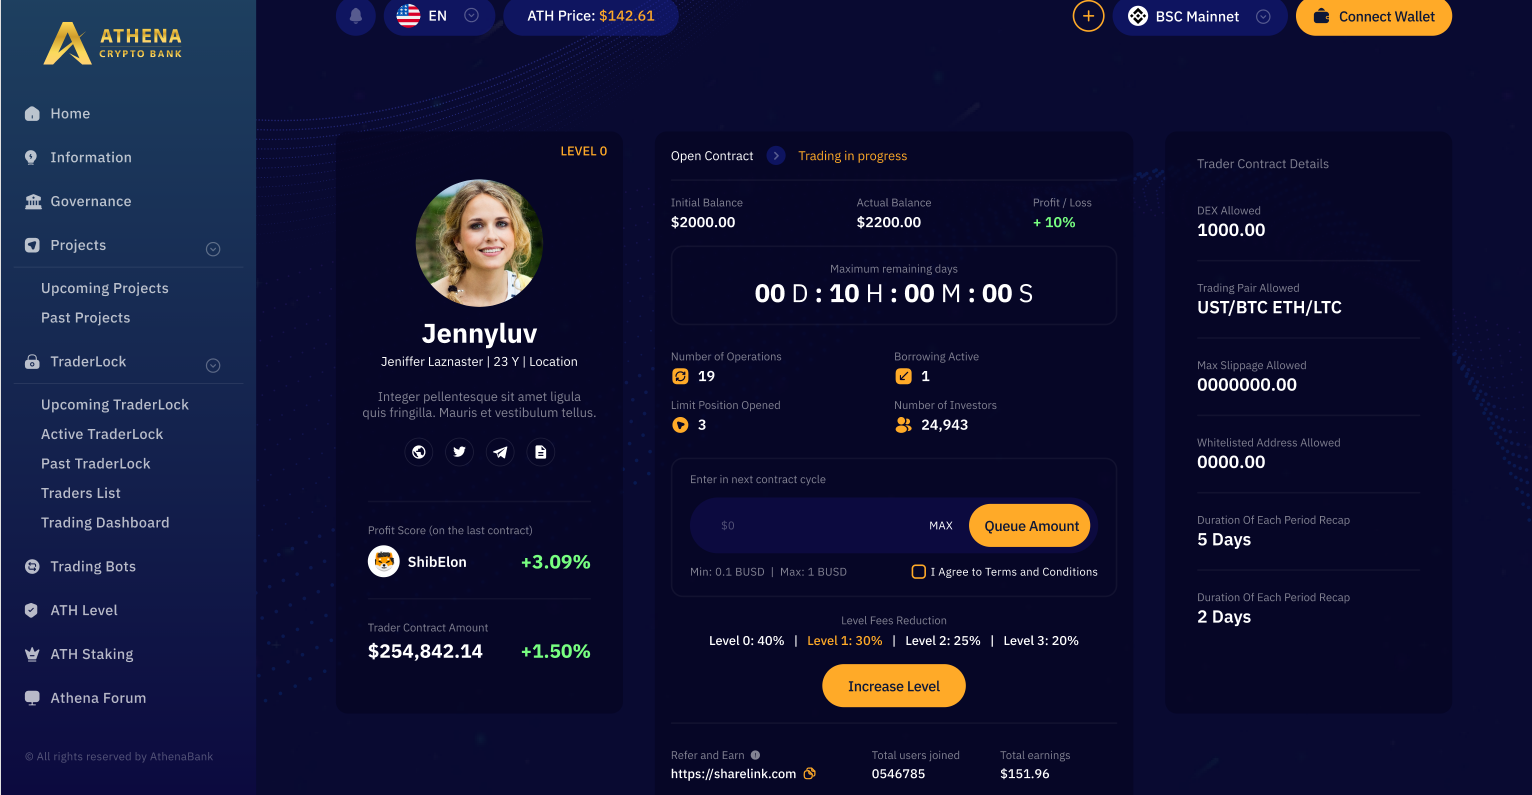 ATHENA
CRYPTO BANK
Home
Information
Governance
Projects
Upcoming Projects
Past Projects
TraderLock
Upcoming TraderLock
Active TraderLock
Past TraderLock
Traders List
Trading Dashboard
Trading Bots
ATH Level
ATH Staking
Athena Forum
© All rights reserved by AthenaBank
EN
ATH Price: $142.61
BSC Mainnet
Connect Wallet
LEVEL 0
Jennyluv
Jeniffer Laznaster | 23 Y | Location
Integer pellentesque sit amet ligula
quis fringilla. Mauris et vestibulum tellus.
Profit Score (on the last contract)
ShibElon +3.09%
Trader Contract Amount
$254,842.14 +1.50%
Open Contract Trading in progress
Initial Balance Actual Balance Profit / Loss
$2000.00 $2200.00 + 10%
Maximum remaining days
00 D : 10 H : 00 M : 00 S
Number of Operations Borrowing Active
19 1
Limit Position Opened Number of Investors
3 24,943
Enter in next contract cycle
$0 MAX Queue Amount
Min: 0.1 BUSD | Max: 1 BUSD I Agree to Terms and Conditions
Level Fees Reduction
Level 0: 40% | Level 1: 30% | Level 2: 25% | Level 3: 20%
Increase Level
Refer and Earn Total users joined Total earnings
https://sharelink.com 0546785 $151.96
Trader Contract Details
DEX Allowed
1000.00
Trading Pair Allowed
UST/BTC ETH/LTC
Max Slippage Allowed
0000000.00
Whitelisted Address Allowed
0000.00
Duration Of Each Period Recap
5 Days
Duration Of Each Period Recap
2 Days